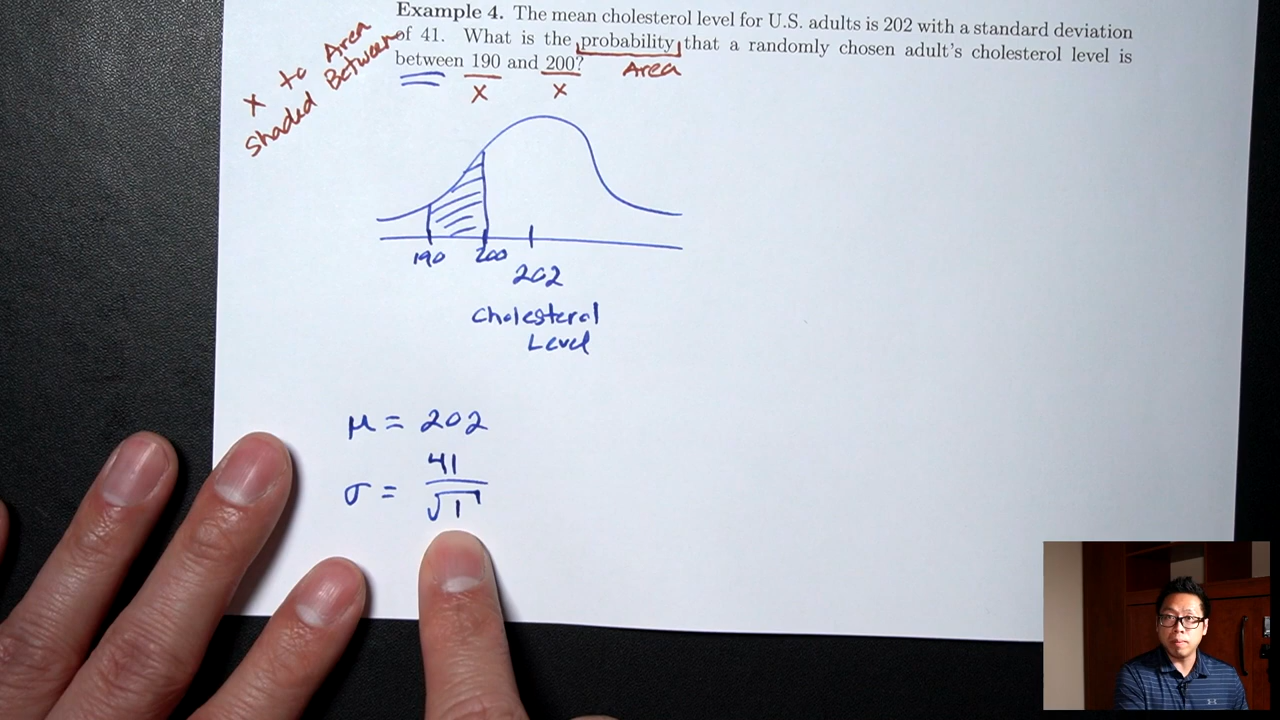 Example 4. The mean cholesterol level for U.S. adults is 202 with a standard deviation
of 41. What is the probability that a randomly chosen adult's cholesterol level is
between 190 and 200?
Area
x x
x to Area
Shaded Between
190 200
202
Cholesterol
Level
μ = 202
σ = 41/√1